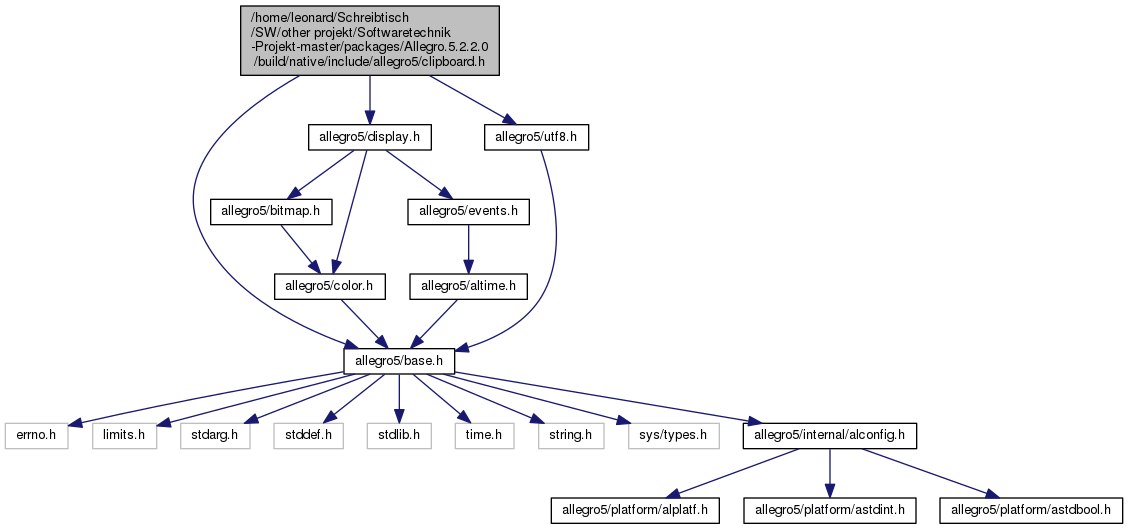 /home/leonard/Schreibtisch
/SW/other projekt/Softwaretechnik
-Projekt-master/packages/Allegro.5.2.2.0
/build/native/include/allegro5/clipboard.h
allegro5/display.h
allegro5/utf8.h
allegro5/bitmap.h
allegro5/events.h
allegro5/color.h
allegro5/altime.h
allegro5/base.h
errno.h
limits.h
stdarg.h
stddef.h
stdlib.h
time.h
string.h
sys/types.h
allegro5/internal/alconfig.h
allegro5/platform/alplatf.h
allegro5/platform/astdint.h
allegro5/platform/astdbool.h